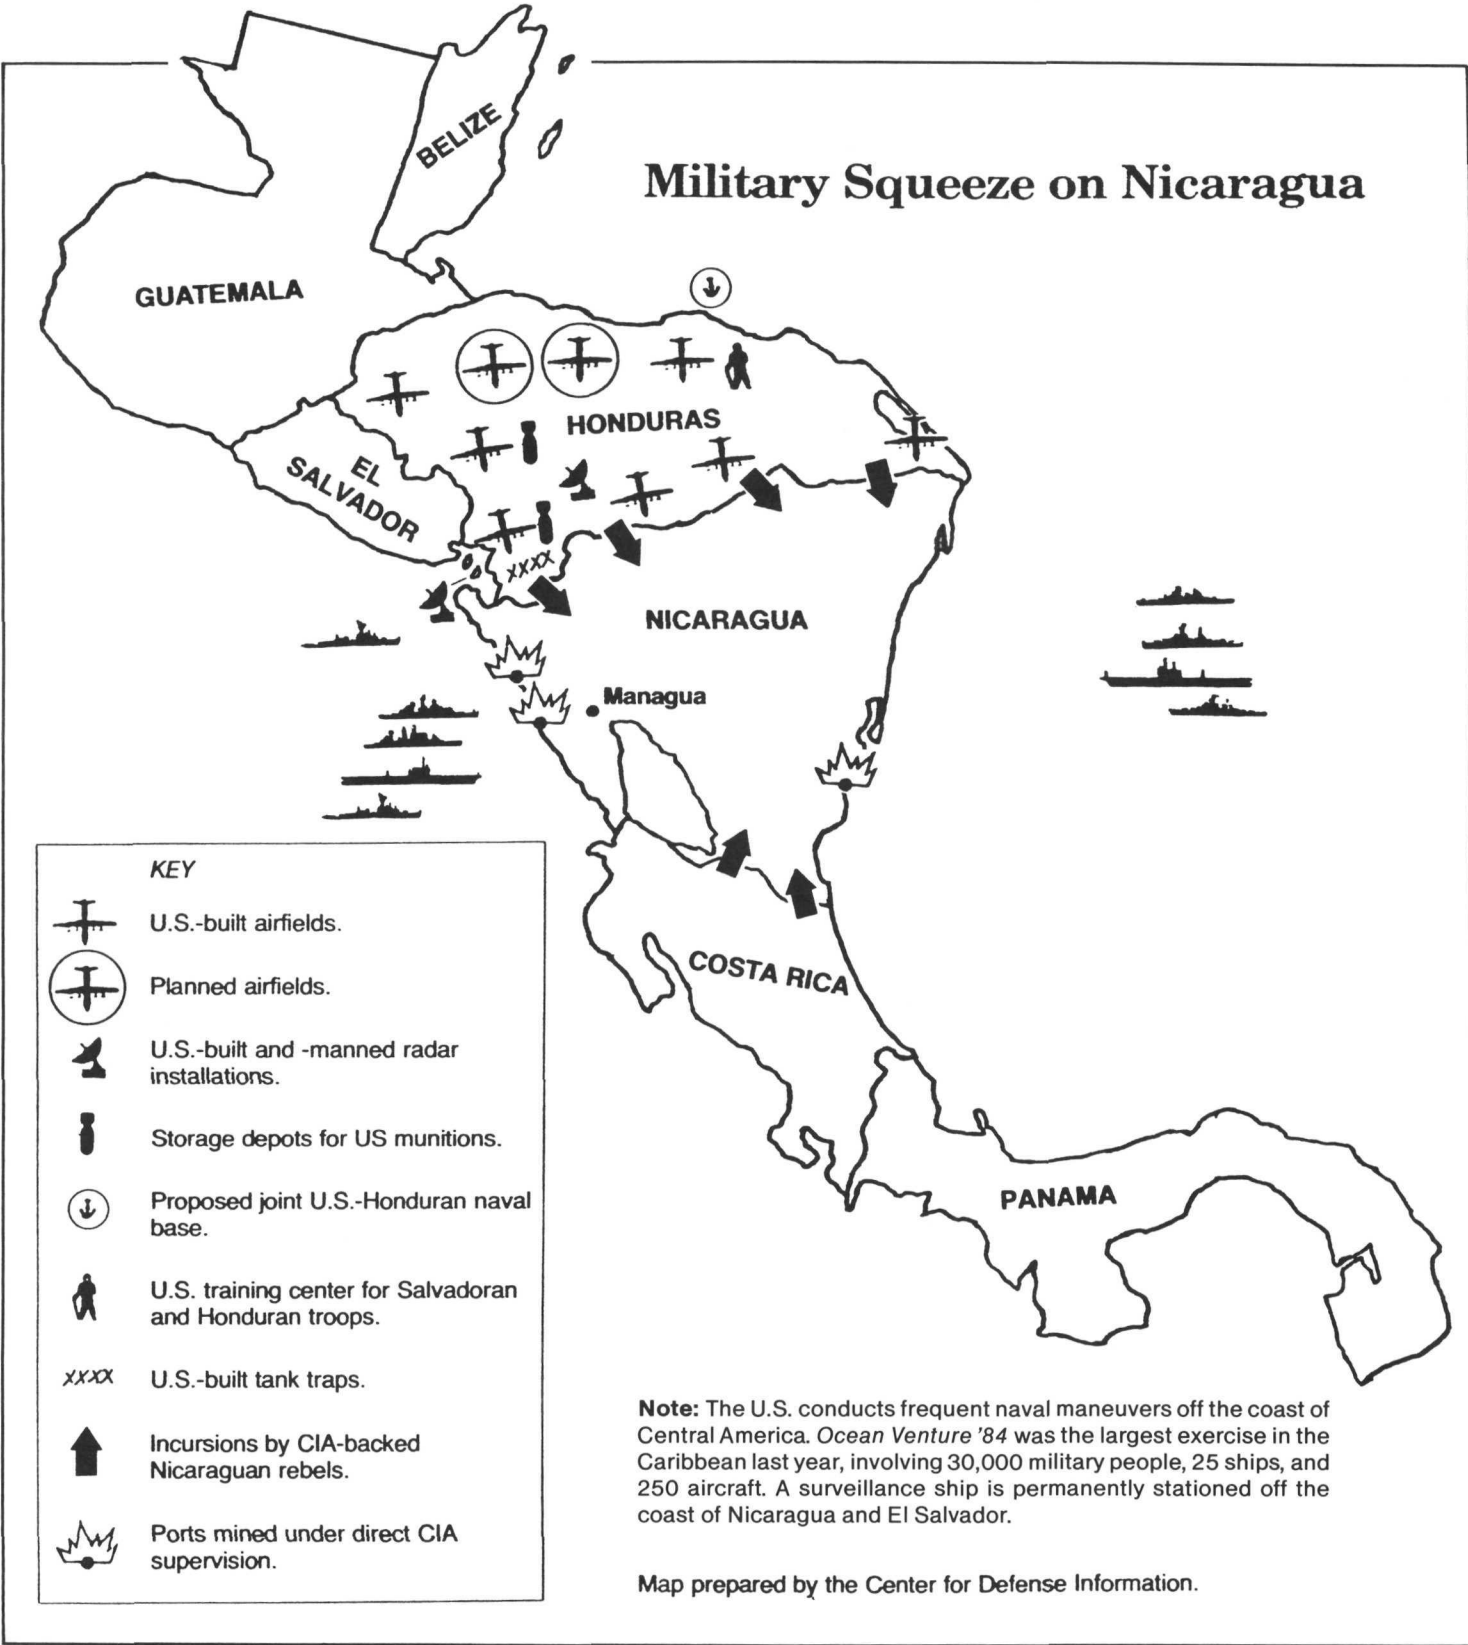 BELIZE
Military Squeeze on Nicaragua
GUATEMALA
HONDURAS
EL
SALVADOR
xxxx
NICARAGUA
Managua
KEY
U.S.-built airfields.
Planned airfields.
U.S.-built and -manned radar
installations.
Storage depots for US munitions.
Proposed joint U.S.-Honduran naval
base.
U.S. training center for Salvadoran
and Honduran troops.
xxxx U.S.-built tank traps.
Incursions by CIA-backed
Nicaraguan rebels.
Ports mined under direct CIA
supervision.
COSTA RICA
PANAMA
Note: The U.S. conducts frequent naval maneuvers off the coast of
Central America. Ocean Venture '84 was the largest exercise in the
Caribbean last year, involving 30,000 military people, 25 ships, and
250 aircraft. A surveillance ship is permanently stationed off the
coast of Nicaragua and El Salvador.
Map prepared by the Center for Defense Information.